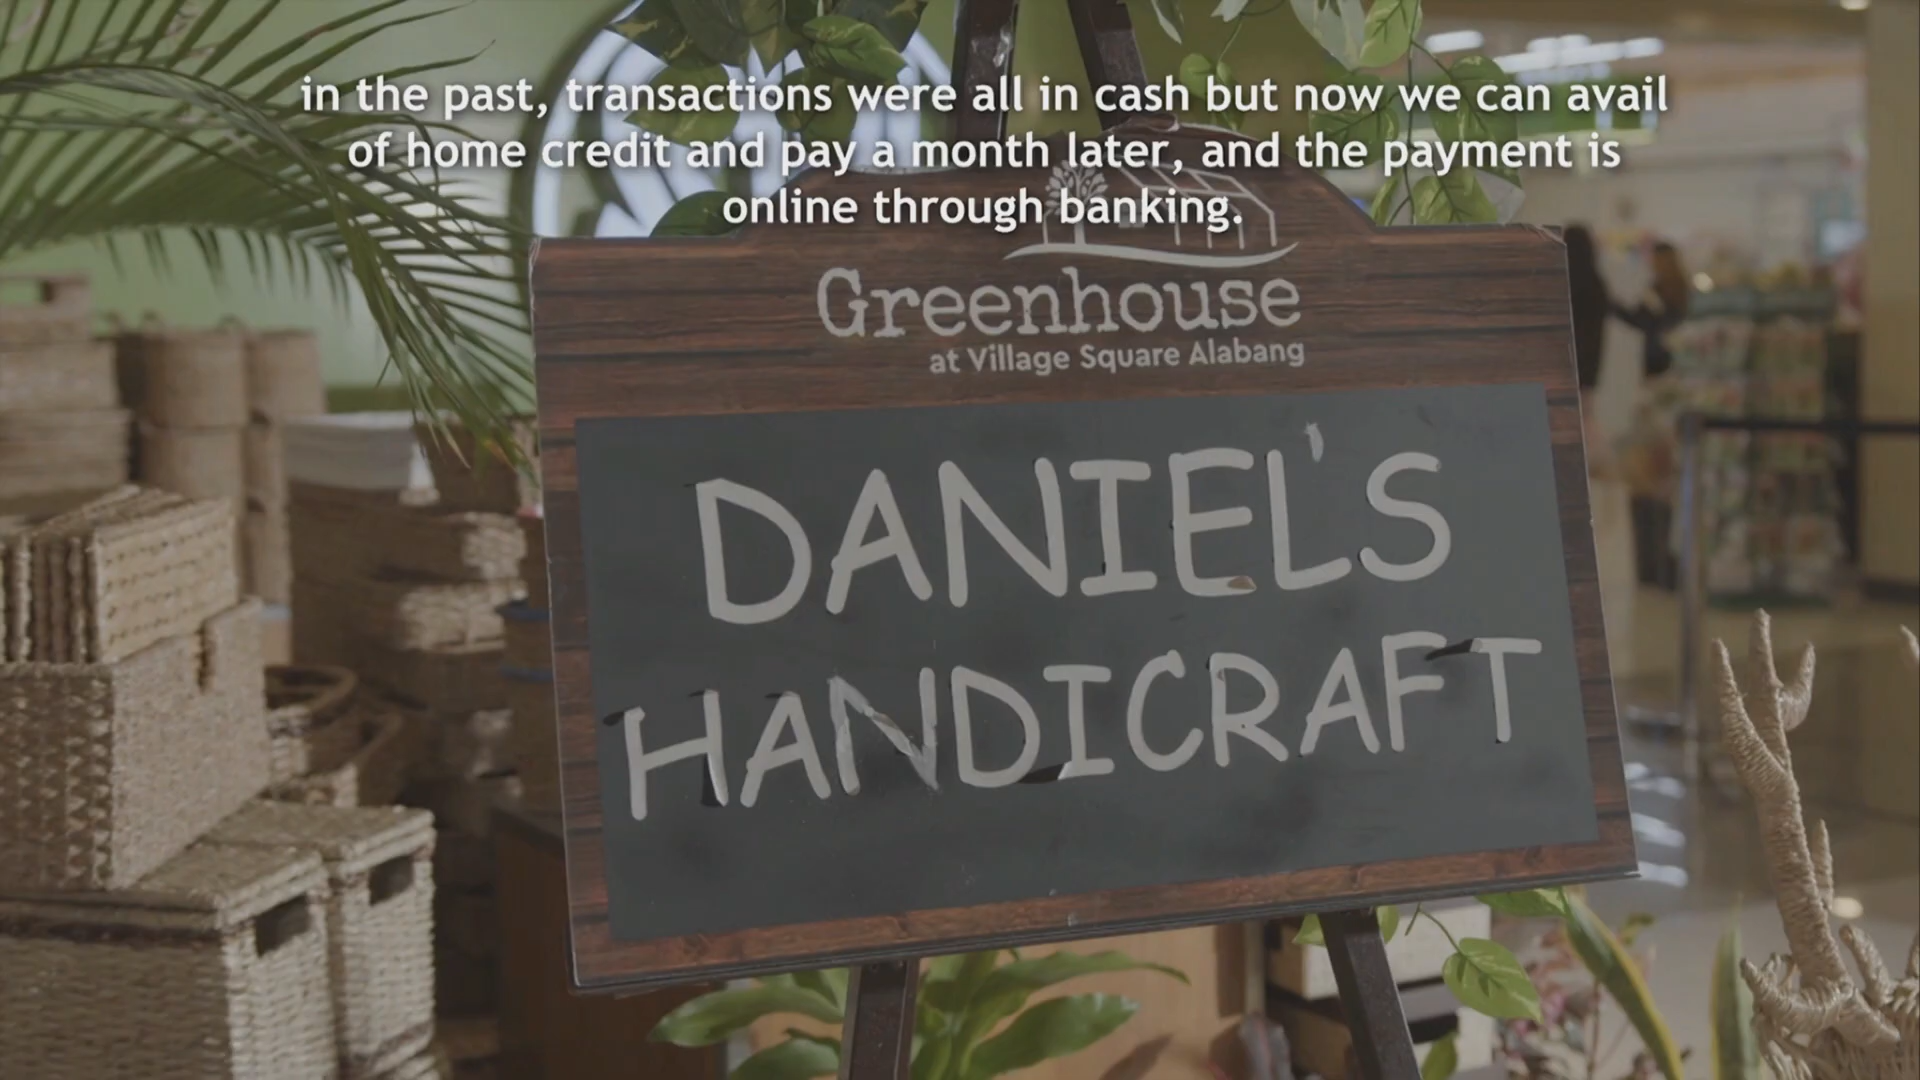 in the past, transactions were all in cash but now we can avail
of home credit and pay a month later, and the payment is
online through banking.
Greenhouse
at Village Square Alabang
DANIEL'S
HANDICRAFT